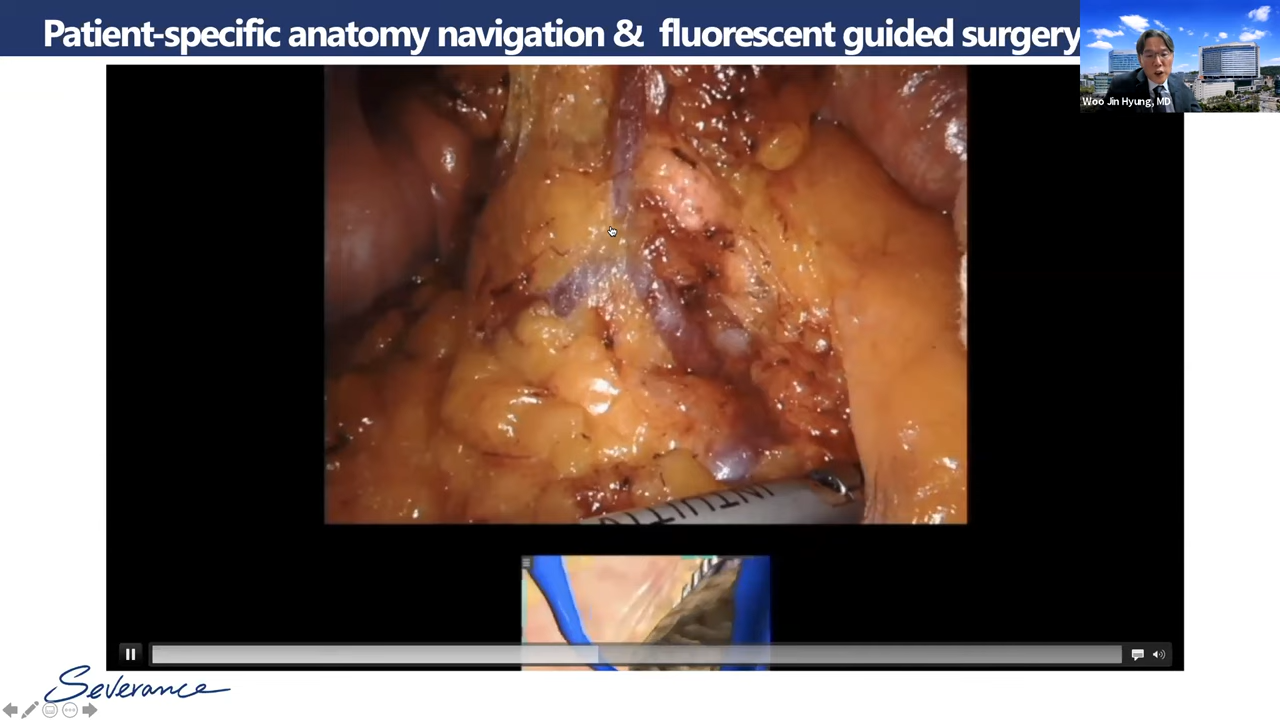 Patient-specific anatomy navigation & fluorescent guided surgery
Woo Jin Hyung, MD
Severance